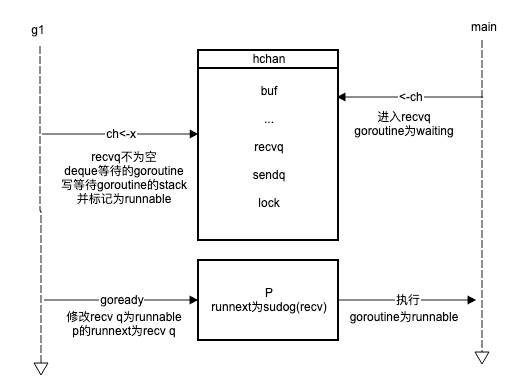 g1
main
hchan
buf
...
recvq
sendq
lock
<-ch
进入recvq
goroutine为waiting
ch<-x
recvq不为空
deque等待的goroutine
写等待goroutine的stack
并标记为runnable
goready
修改recv q为runnable
p的runnext为recv q
P
runnext为sudog(recv)
执行
goroutine为runnable